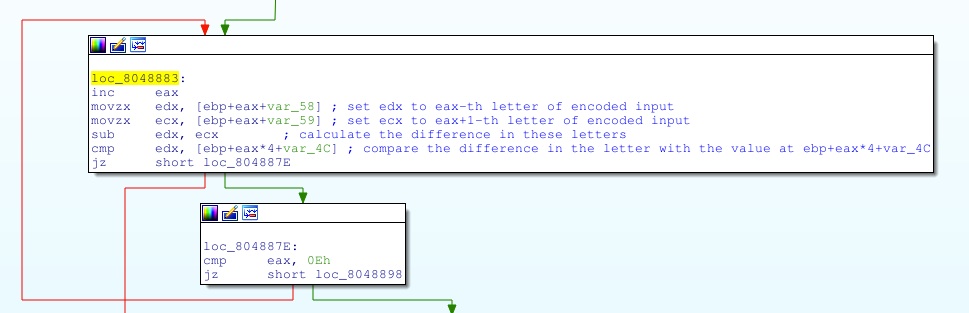 loc_8048883:
inc eax
movzx edx, [ebp+eax+var_58] ; set edx to eax-th letter of encoded input
movzx ecx, [ebp+eax+var_59] ; set ecx to eax+1-th letter of encoded input
sub edx, ecx ; calculate the difference in these letters
cmp edx, [ebp+eax*4+var_4C] ; compare the difference in the letter with the value at ebp+eax*4+var_4C
jz short loc_804887E
loc_804887E:
cmp eax, 0Eh
jz short loc_8048898